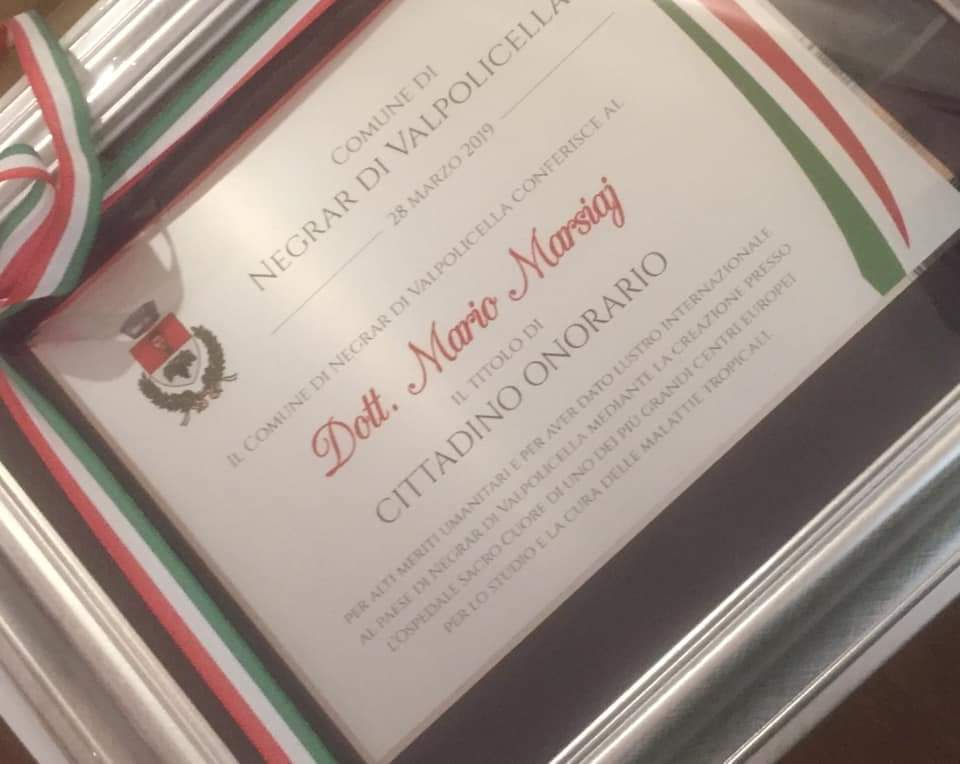 COMUNE DI
NEGRAR DI VALPOLICELLA
28 MARZO 2019
IL COMUNE DI NEGRAR DI VALPOLICELLA CONFERISCE AL
Dott. Mario Marsiaj
IL TITOLO DI
CITTADINO ONORARIO
PER ALTI MERITI UMANITARI E PER AVER DATO LUSTRO INTERNAZIONALE
AL PAESE DI NEGRAR DI VALPOLICELLA MEDIANTE LA CREAZIONE PRESSO
L'OSPEDALE SACRO CUORE DI UNO DEI PIÙ GRANDI CENTRI EUROPEI
PER LO STUDIO E LA CURA DELLE MALATTIE TROPICALI.